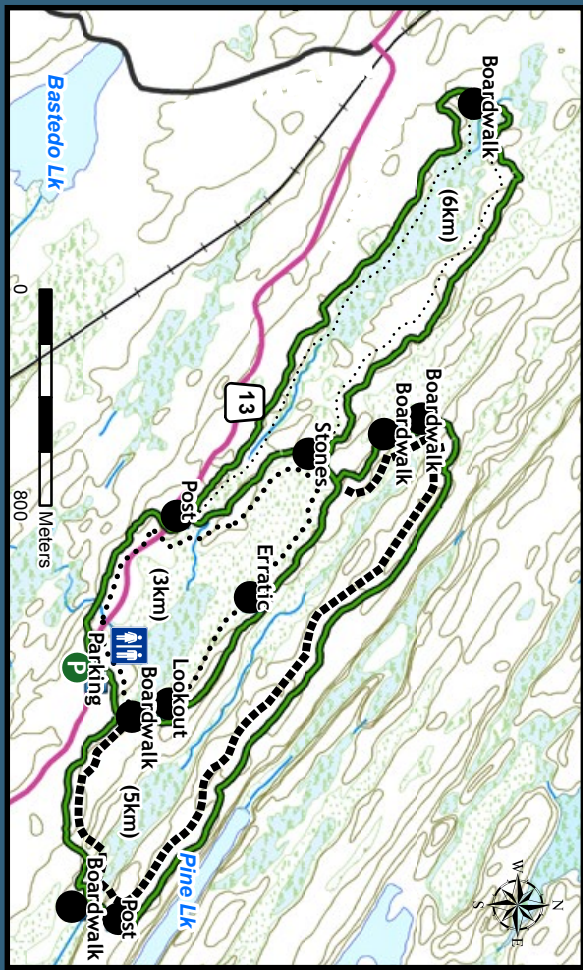 Boardwalk
(6km)
Bastedo Lk
0
800
Meters
13
Boardwalk
Boardwalk
Stones
Post
Erratic
(3km)
Parking
P
Lookout
Boardwalk
(5km)
Pine Lk
Post
Boardwalk
N
W
E
S